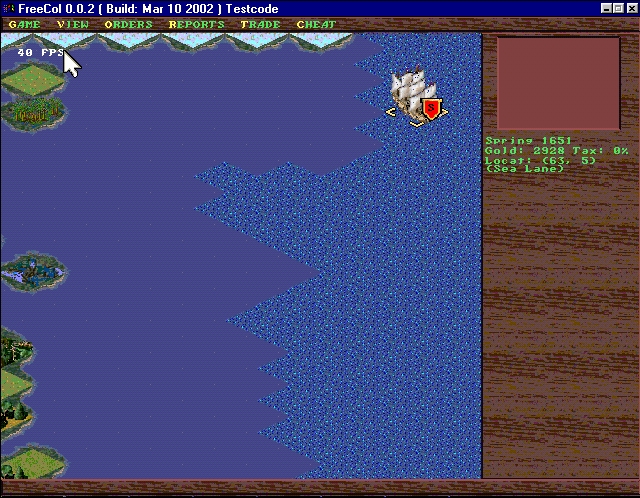 FreeCol 0.0.2 ( Build: Mar 10 2002 ) Testcode
GAME VIEW ORDERS REPORTS TRADE CHEAT
40 FPS
S
Spring 1651
Gold: 2928 Tax: 0%
Locat: (63, 5)
(Sea Lane)